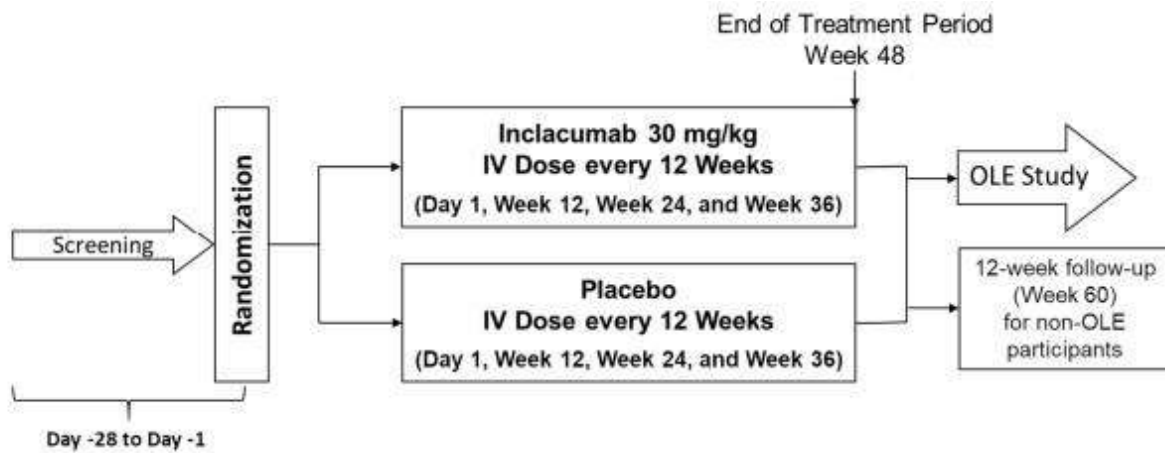 End of Treatment Period
Week 48
Screening
Randomization
Inclacumab 30 mg/kg
IV Dose every 12 Weeks
(Day 1, Week 12, Week 24, and Week 36)
Placebo
IV Dose every 12 Weeks
(Day 1, Week 12, Week 24, and Week 36)
OLE Study
12-week follow-up
(Week 60)
for non-OLE
participants
Day -28 to Day -1